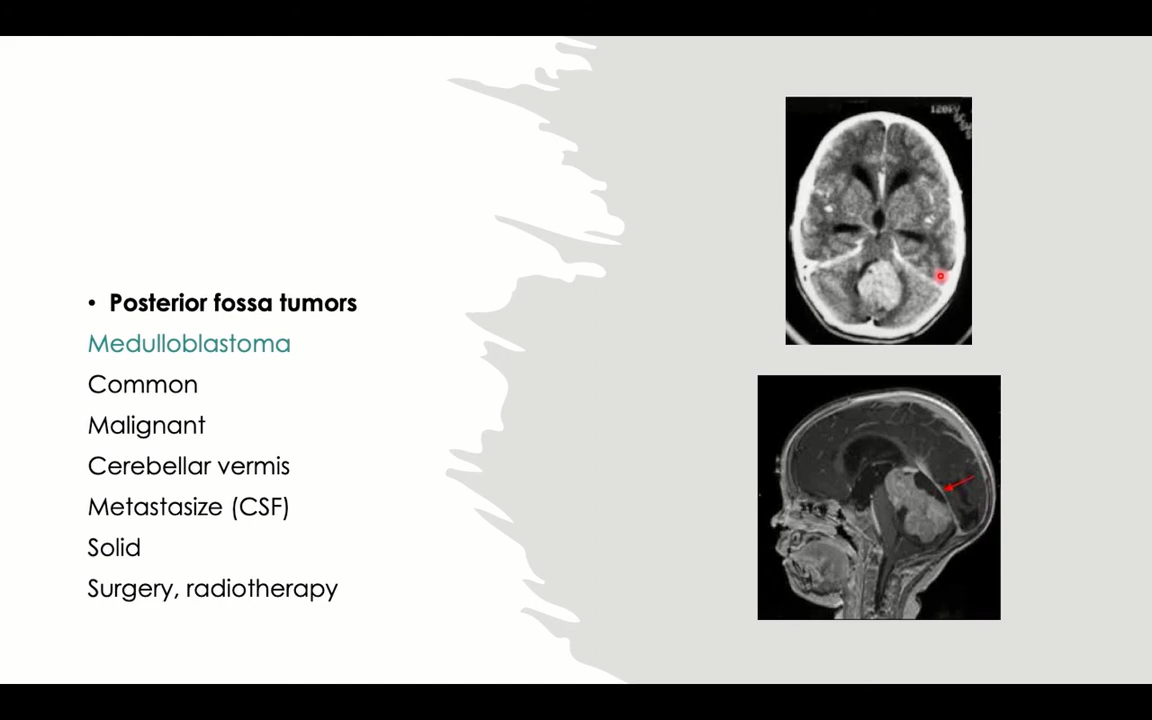 • Posterior fossa tumors
Medulloblastoma
Common
Malignant
Cerebellar vermis
Metastasize (CSF)
Solid
Surgery, radiotherapy